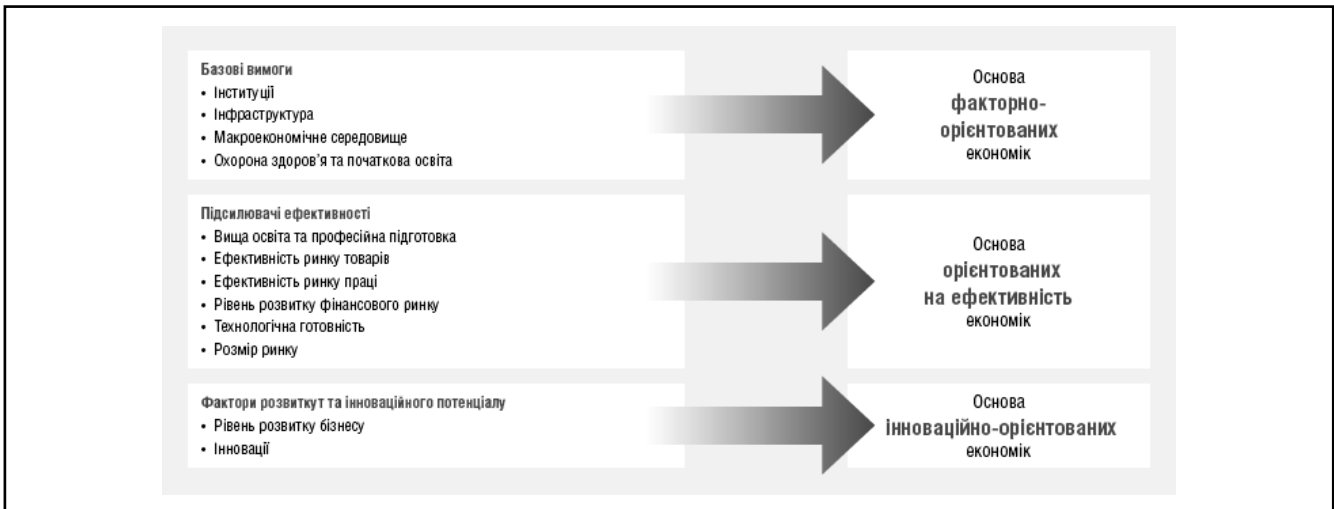 Базові вимоги
• Інституції
• Інфраструктура
• Макроекономічне середовище
• Охорона здоров'я та початкова освіта
Основа
факторно-
орієнтованих
економік
Підсилювачі ефективності
• Вища освіта та професійна підготовка
• Ефективність ринку товарів
• Ефективність ринку праці
• Рівень розвитку фінансового ринку
• Технологічна готовність
• Розмір ринку
Основа
орієнтованих
на ефективність
економік
Фактори розвиткут та інноваційного потенціалу
• Рівень розвитку бізнесу
• Інновації
Основа
інноваційно-орієнтованих
економік